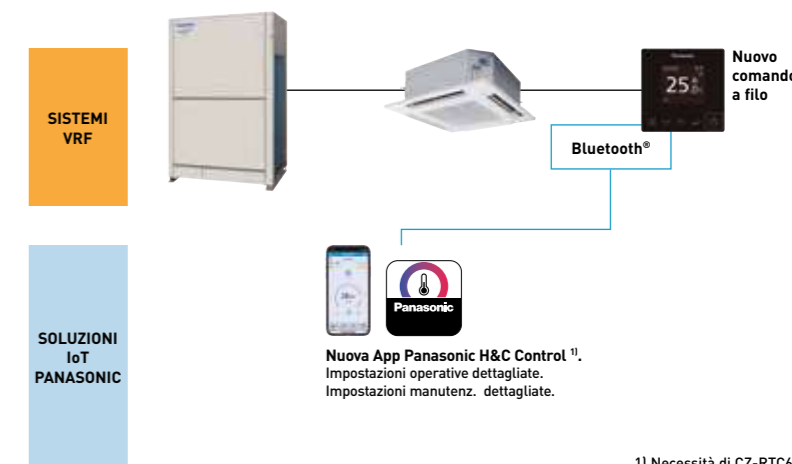 SISTEMI
VRF
Panasonic
25
Nuovo
comando
a filo
Bluetooth®
SOLUZIONI
IoT
PANASONIC
Panasonic
Nuova App Panasonic H&C Control 1).
Impostazioni operative dettagliate.
Impostazioni manutenz. dettagliate.
1) Necessità di CZ-RTC6